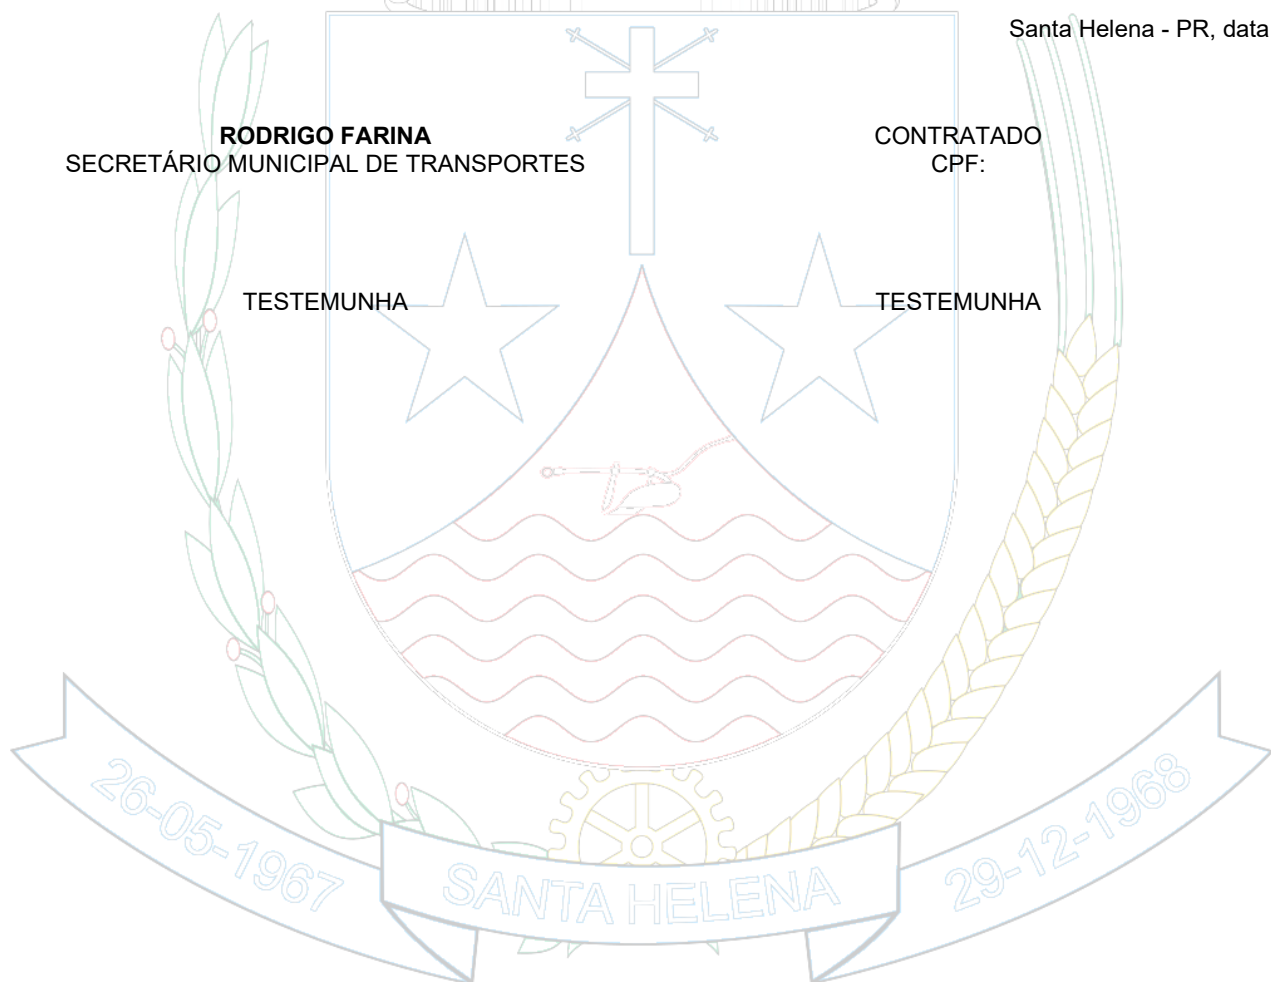 Santa Helena - PR, data
RODRIGO FARINA
SECRETÁRIO MUNICIPAL DE TRANSPORTES
CONTRATADO
CPF:
TESTEMUNHA
TESTEMUNHA
26-05-1967
SANTA HELENA
29-12-1968